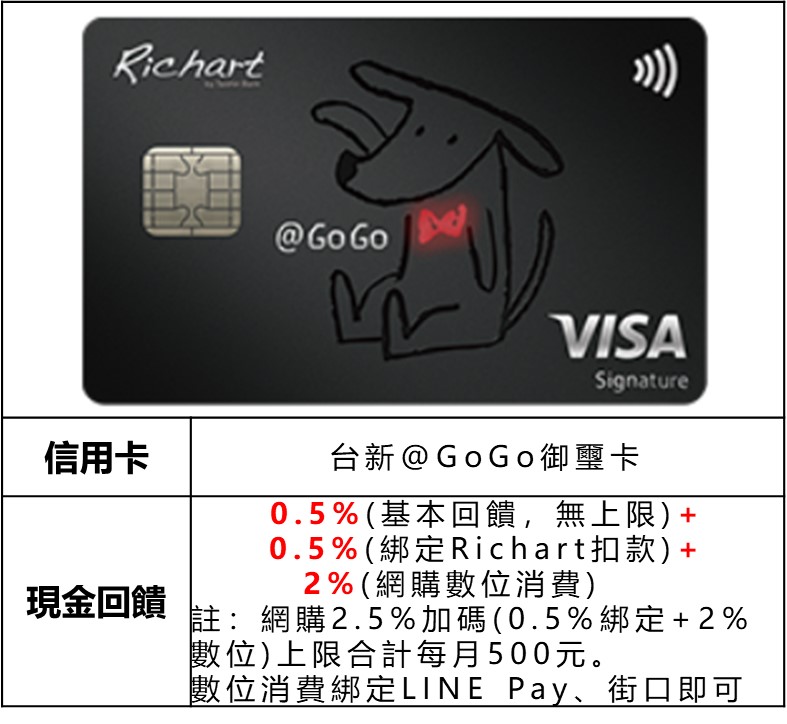 Richart
by Taishin Bank
@GoGo
VISA
Signature
信用卡
台新@GoGo御璽卡
現金回饋
0.5%(基本回饋，無上限)+
0.5%(綁定Richart扣款)+
2%(網購數位消費)
註：網購2.5%加碼(0.5%綁定+2%
數位)上限合計每月500元。
數位消費綁定LINE Pay、街口即可